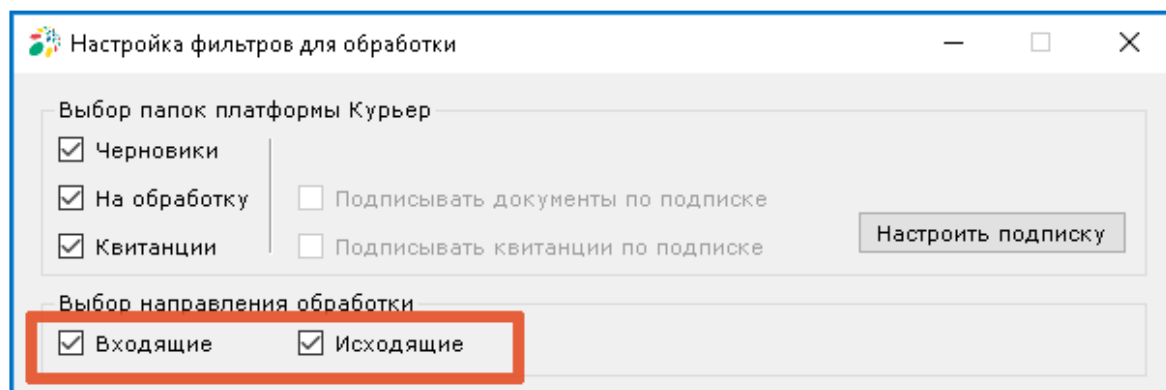 Настройка фильтров для обработки
Выбор папок платформы Курьер
Черновики
На обработку
Подписывать документы по подписке
Квитанции
Подписывать квитанции по подписке
Настроить подписку
Выбор направления обработки
Входящие
Исходящие